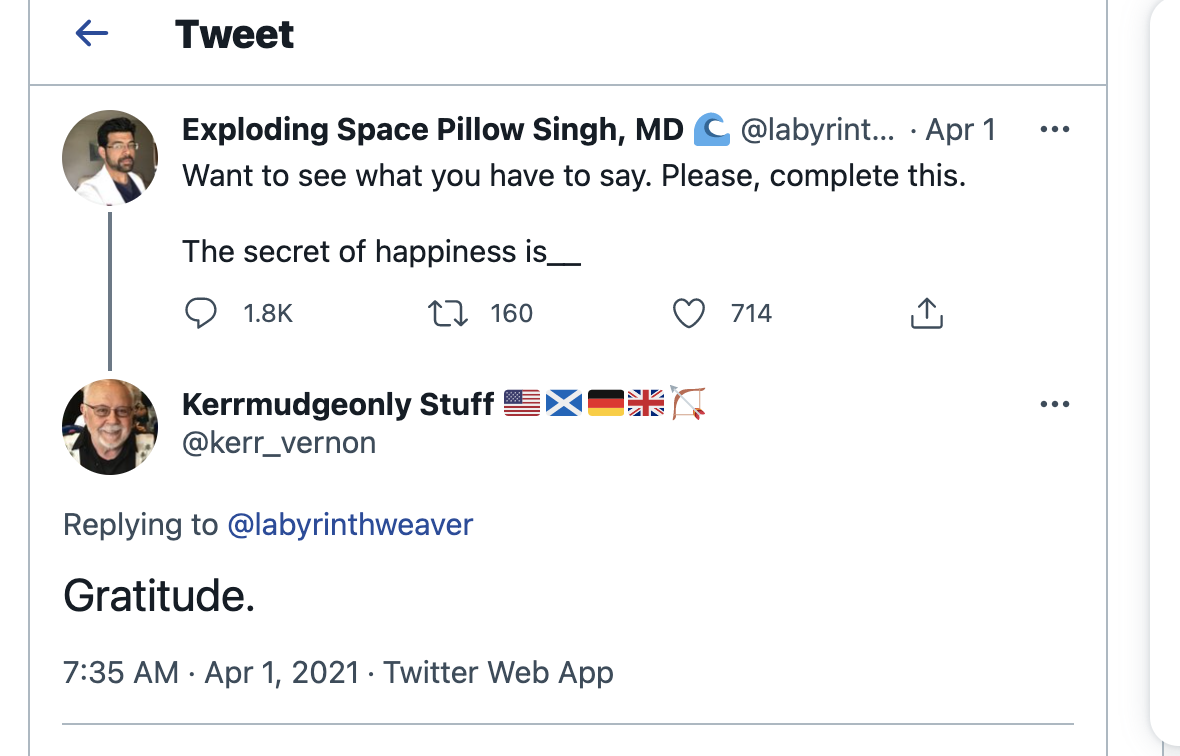 Tweet
Exploding Space Pillow Singh, MD 🌊 @labyrint... · Apr 1
Want to see what you have to say. Please, complete this.
The secret of happiness is__
1.8K 160 714
Kerrmudgeonly Stuff 🇺🇸🏴󠁧󠁢󠁳󠁣󠁴󠁿🇩🇪🇬🇧🏹
@kerr_vernon
Replying to @labyrinthweaver
Gratitude.
7:35 AM · Apr 1, 2021 · Twitter Web App